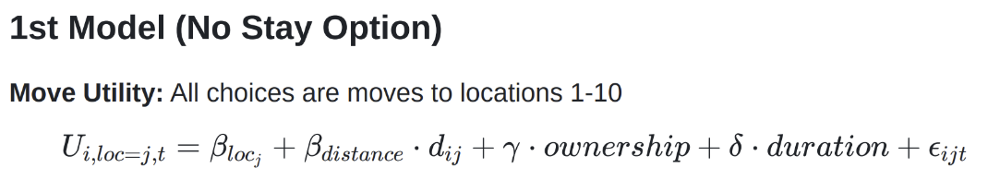 1st Model (No Stay Option)
Move Utility: All choices are moves to locations 1-10
U_{i,loc=j,t} = β_{loc_j} + β_{distance} · d_{ij} + γ · ownership + δ · duration + ϵ_{ijt}